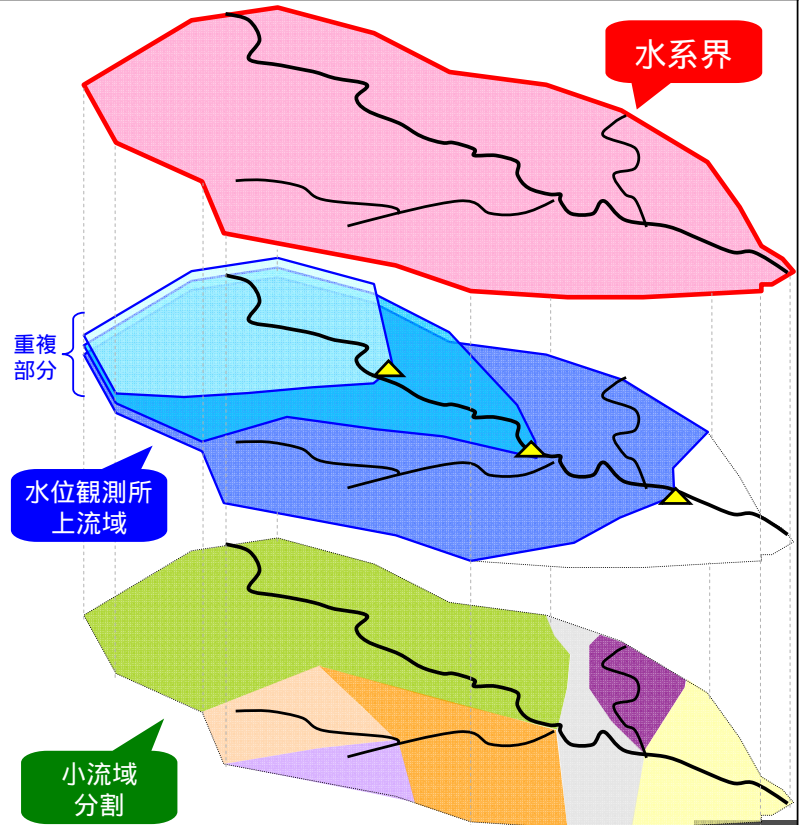 水系界
重複
部分
水位観測所
上流域
小流域
分割